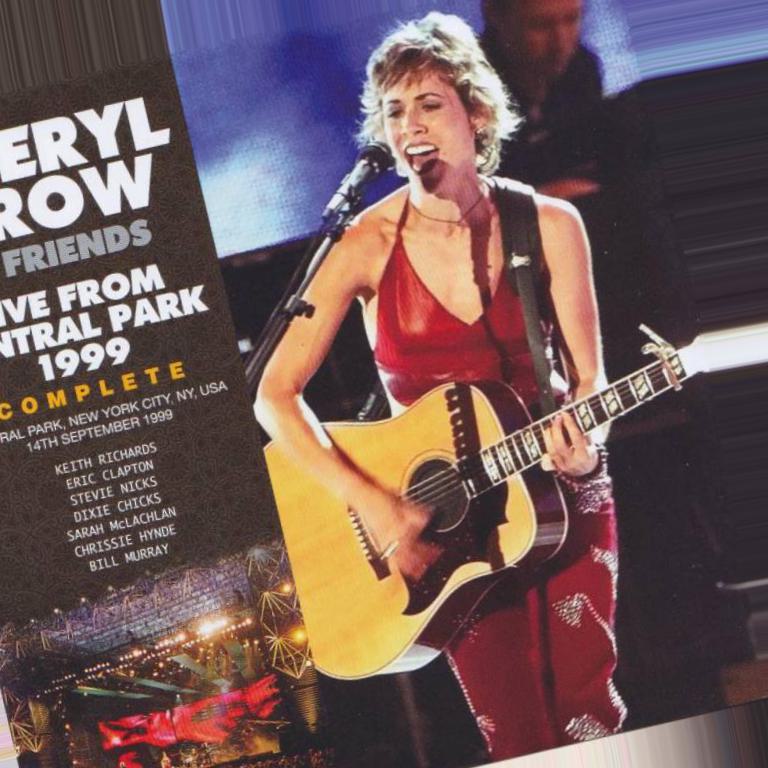 ERYL
ROW
FRIENDS
IVE FROM
NTRAL PARK
1999
COMPLETE
RAL PARK, NEW YORK CITY, NY, USA
14TH SEPTEMBER 1999
KEITH RICHARDS
ERIC CLAPTON
STEVIE NICKS
DIXIE CHICKS
SARAH McLACHLAN
CHRISSIE HYNDE
BILL MURRAY